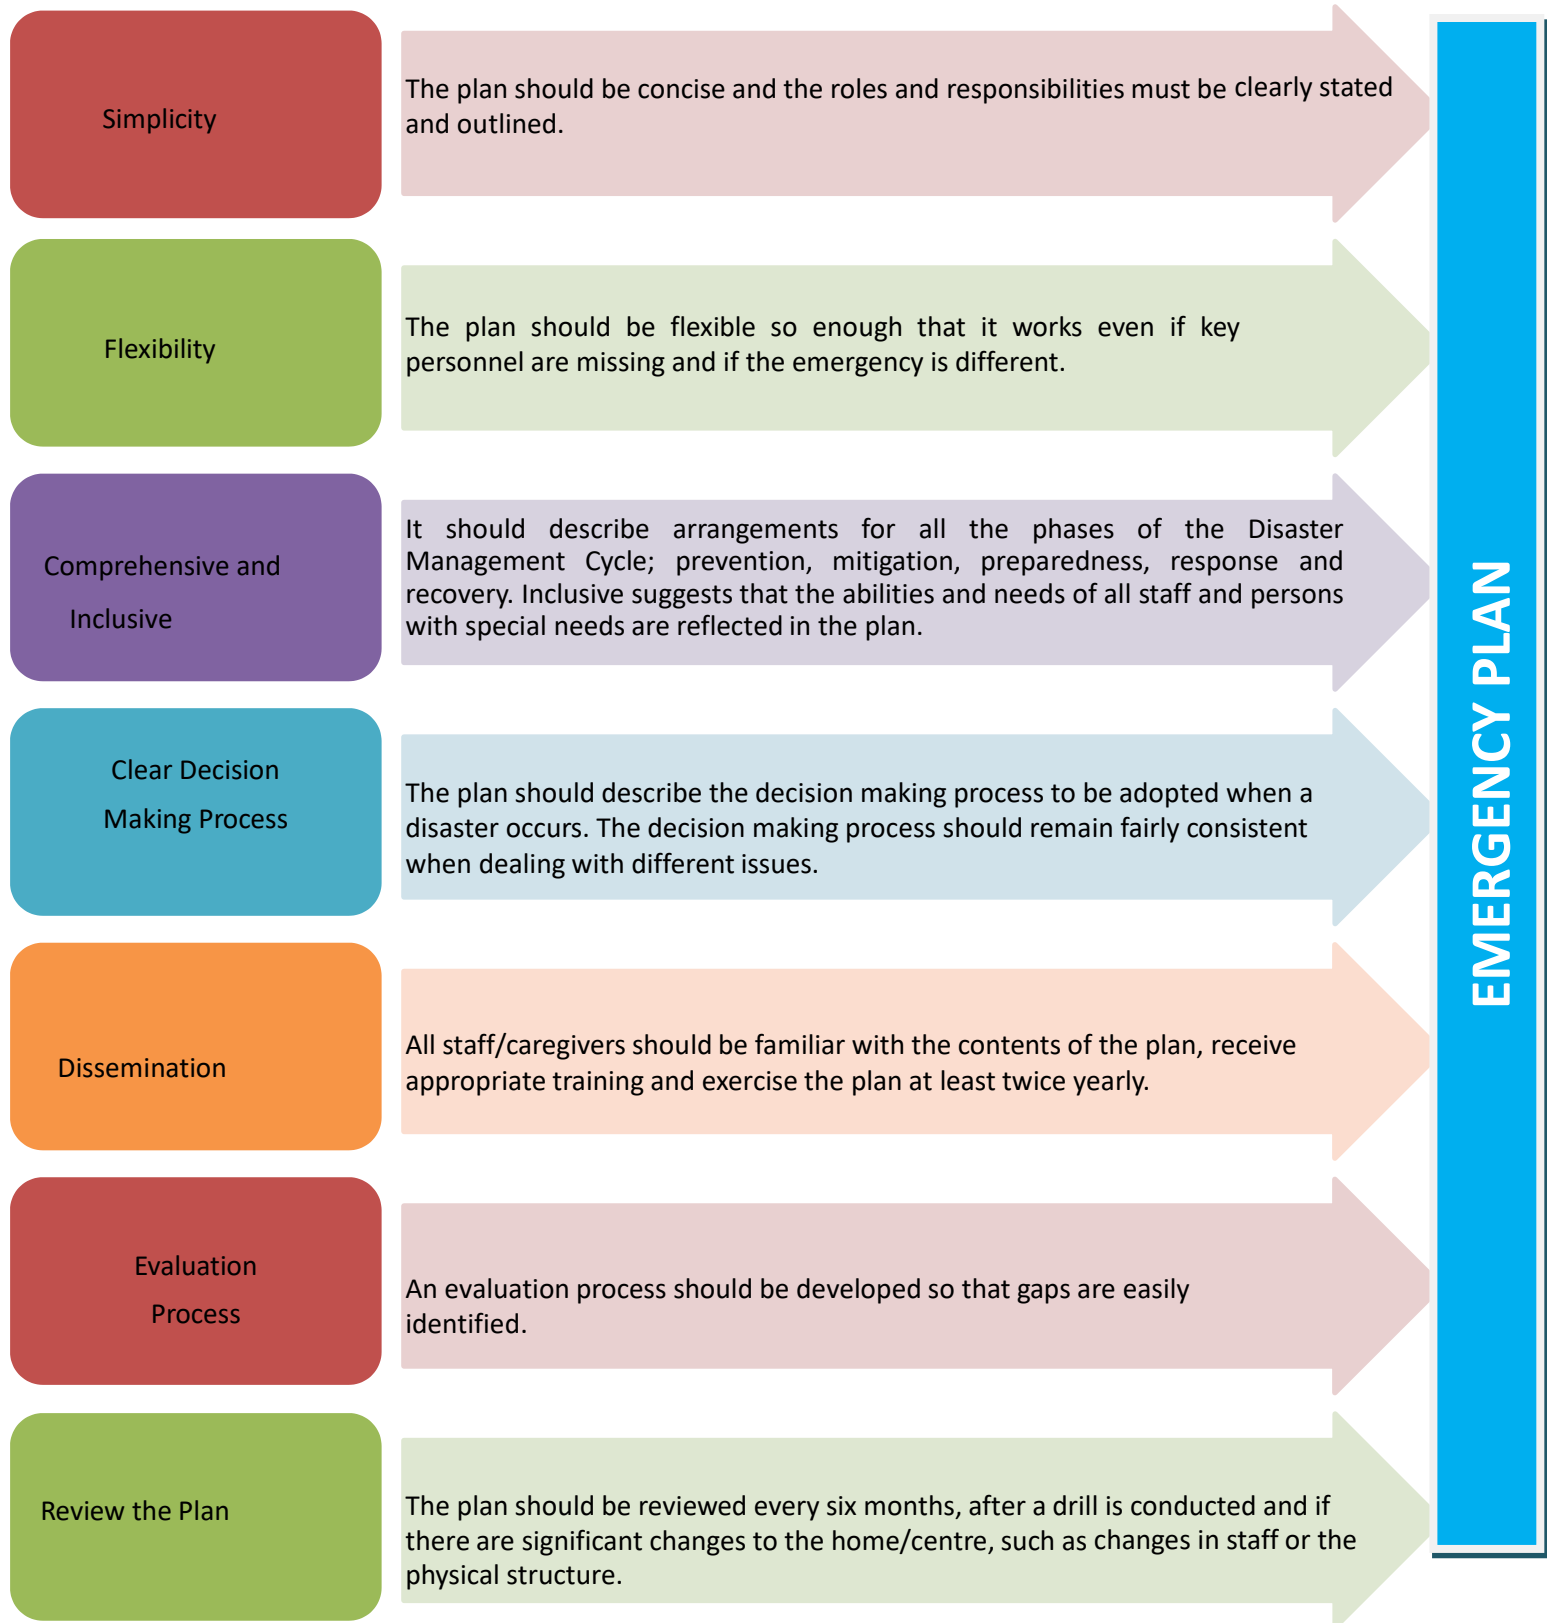 Simplicity
The plan should be concise and the roles and responsibilities must be clearly stated
and outlined.
Flexibility
The plan should be flexible so enough that it works even if key
personnel are missing and if the emergency is different.
Comprehensive and
Inclusive
It should describe arrangements for all the phases of the Disaster
Management Cycle; prevention, mitigation, preparedness, response and
recovery. Inclusive suggests that the abilities and needs of all staff and persons
with special needs are reflected in the plan.
Clear Decision
Making Process
The plan should describe the decision making process to be adopted when a
disaster occurs. The decision making process should remain fairly consistent
when dealing with different issues.
Dissemination
All staff/caregivers should be familiar with the contents of the plan, receive
appropriate training and exercise the plan at least twice yearly.
Evaluation
Process
An evaluation process should be developed so that gaps are easily
identified.
Review the Plan
The plan should be reviewed every six months, after a drill is conducted and if
there are significant changes to the home/centre, such as changes in staff or the
physical structure.
EMERGENCY PLAN